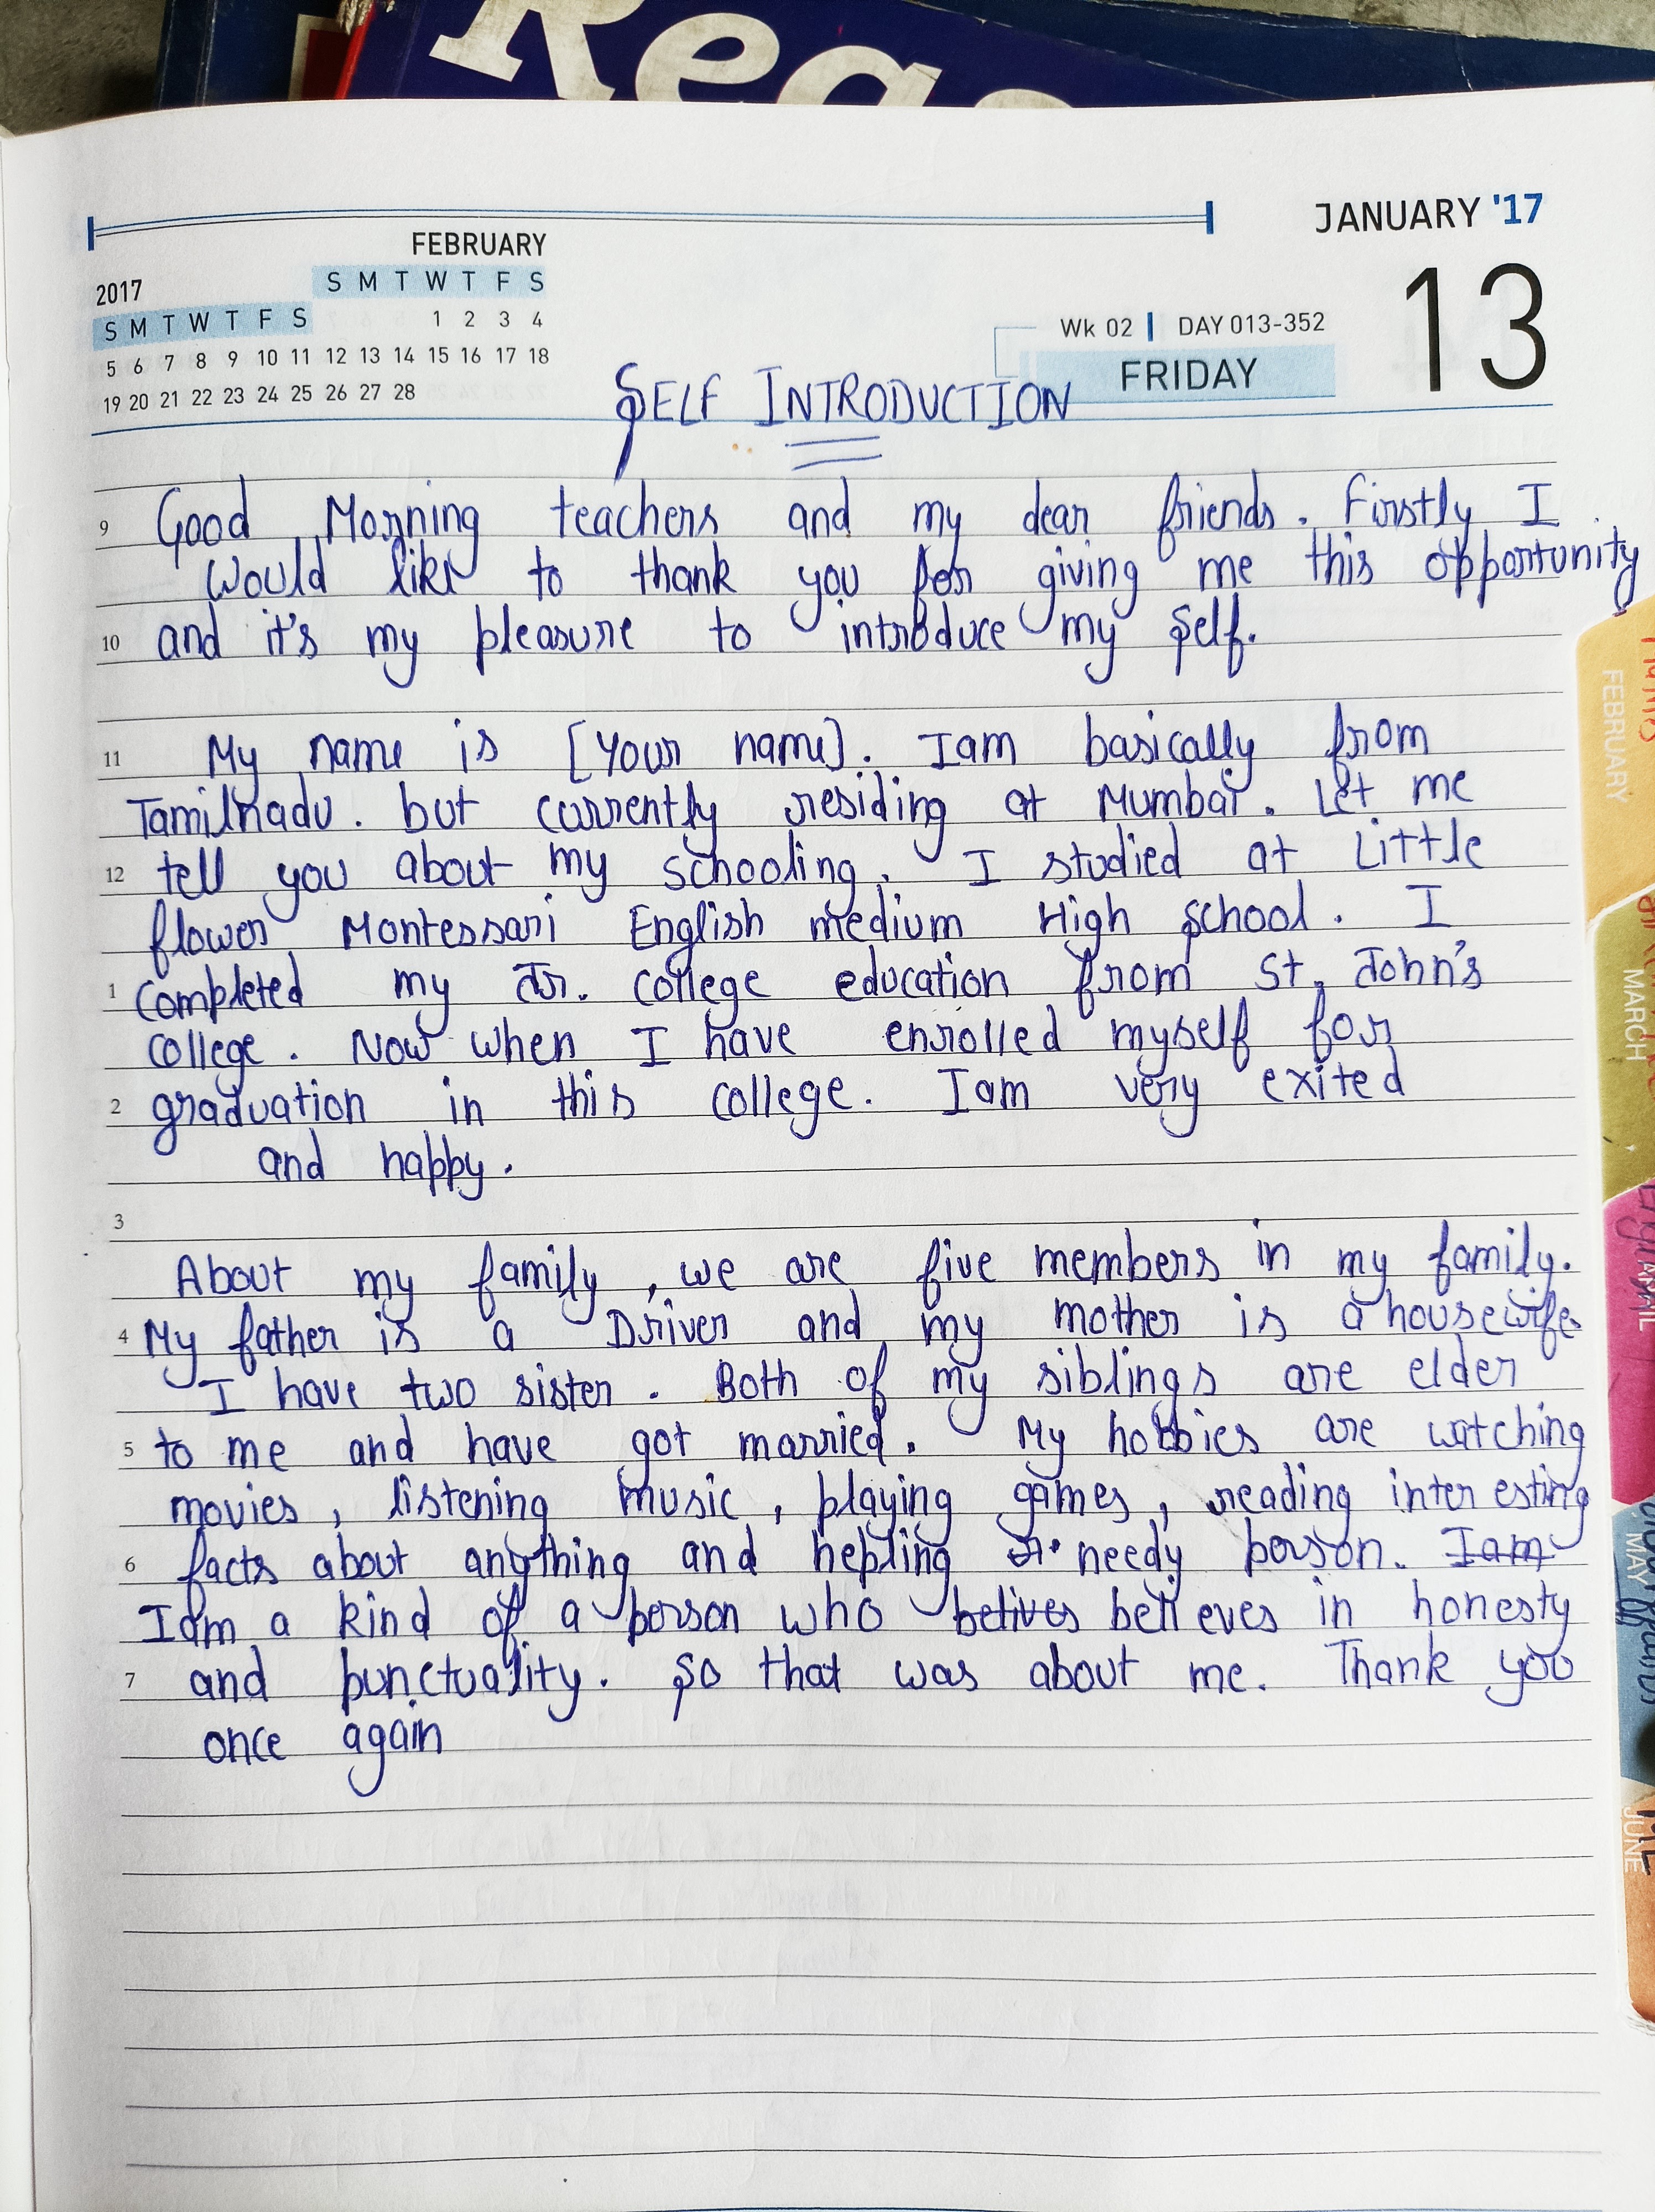 Rea
JANUARY '17
13
FEBRUARY
2017
S M T W T F S
S M T W T F S
1 2 3 4
5 6 7 8 9 10 11 12 13 14 15 16 17 18
19 20 21 22 23 24 25 26 27 28
Wk 02 | DAY 013-352
FRIDAY
SELF INTRODUCTION
9 Good Morning teachers and my dear friends. Firstly I
would like to thank you for giving me this opportunity
10 and it's my pleasure to introduce my self.
11 My name is [Your name]. Iam basically from
Tamilnadu. but currently residing at Mumbai. Let me
12 tell you about my schooling. I studied at Little
flower Montessari English medium High school. I
1 completed my Jr. college education from St. John's
college. Now when I have enrolled myself for
2 graduation in this college. Iam very exited
and happy.
3
About my family, we are five members in my family.
4 My father is a Driver and my mother is a housewife.
I have two sister. Both of my siblings are elder
5 to me and have got married. My hobbies are watching
movies, listening music, playing games, reading interesting
6 facts about anything and hepling needy person. Iam
Iam a kind of a person who betives believes in honesty
7 and punctuality. So that was about me. Thank you
once again
FEBRUARY
MARCH
MAY
JUNE